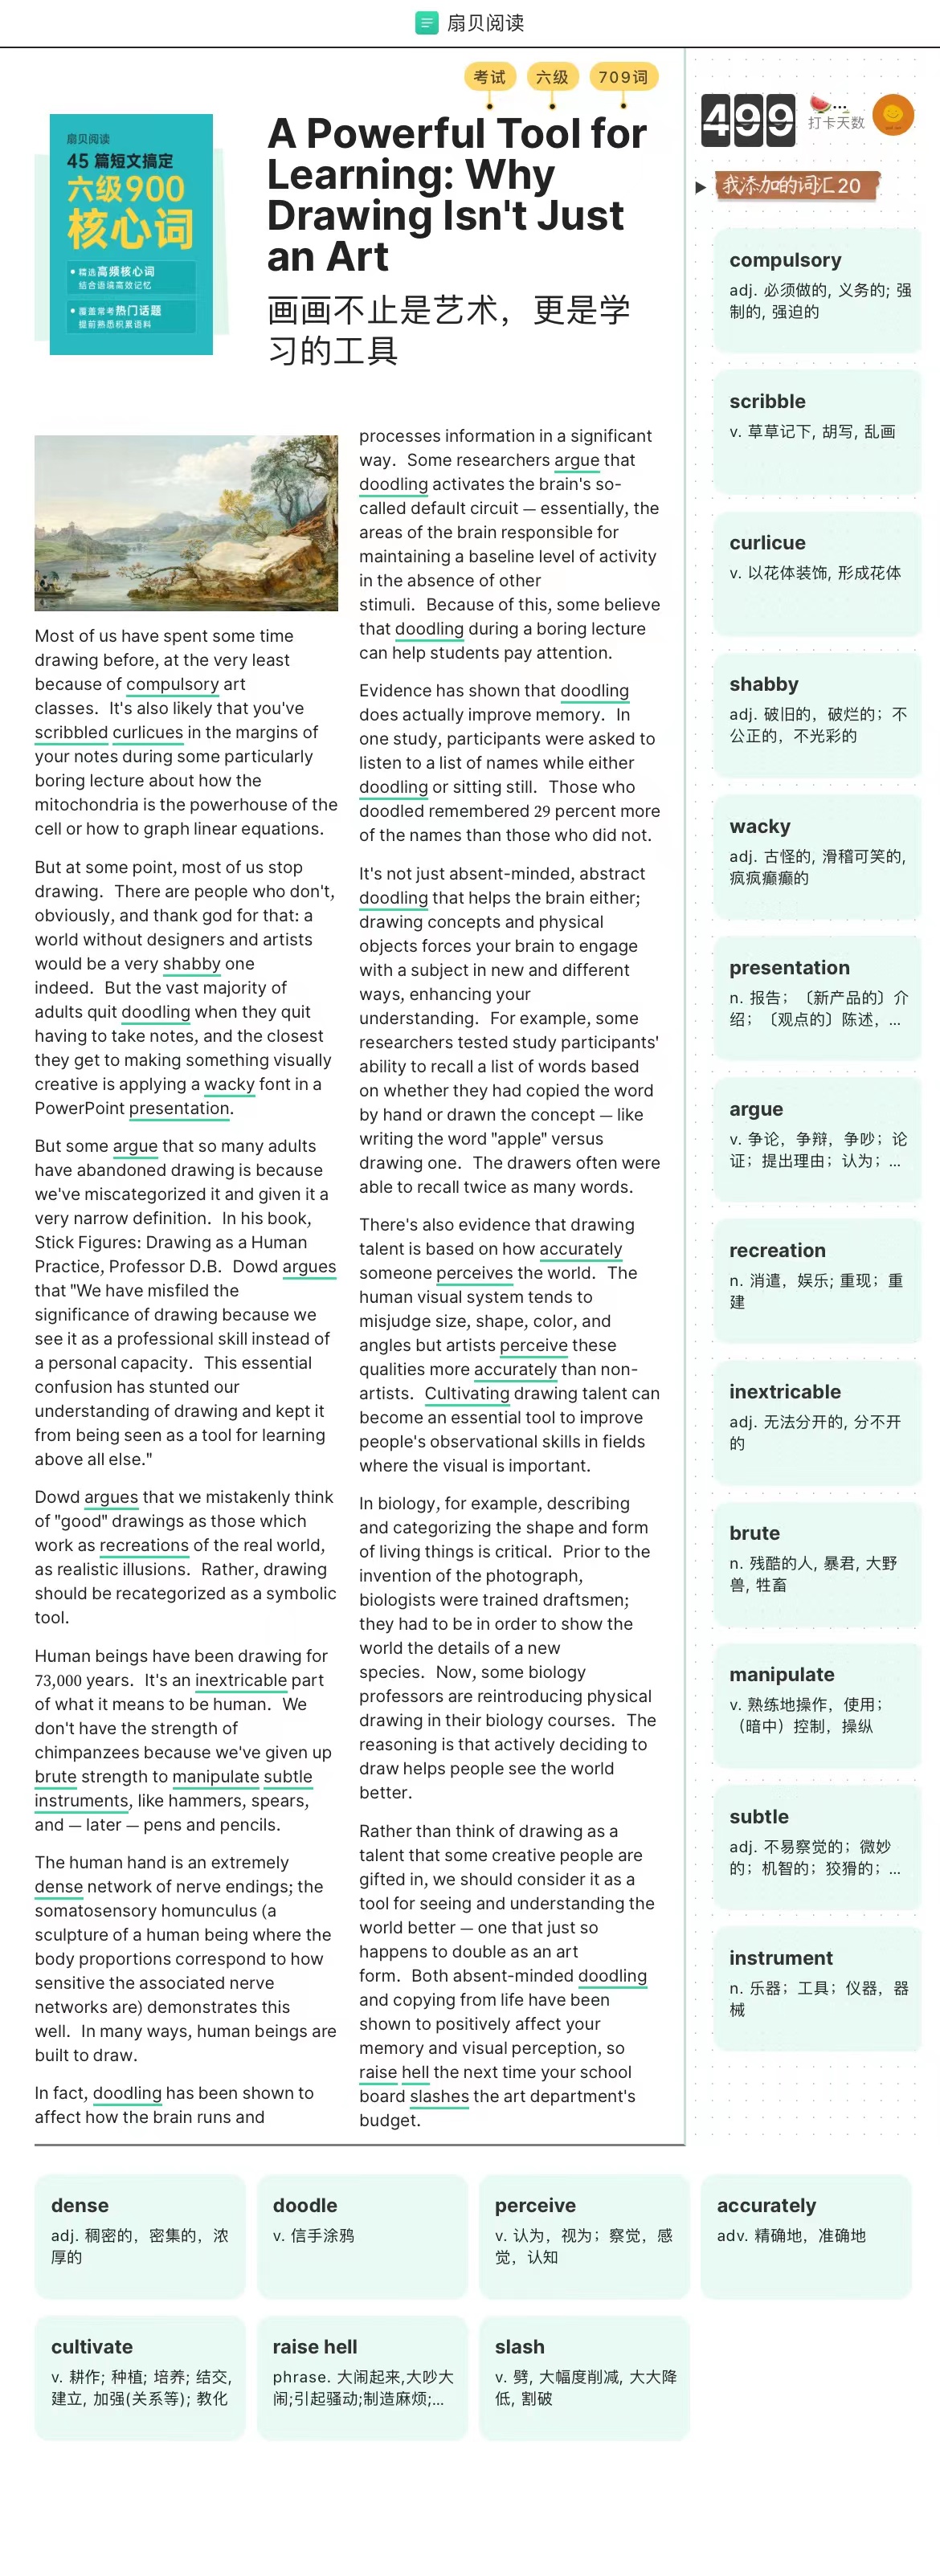 扇贝阅读
考试 六级 709词
扇贝阅读
45 篇短文搞定
六级900
核心词
• 精选高频核心词
结合语境高效记忆
• 覆盖常考热门话题
提前熟悉积累语料
A Powerful Tool for
Learning: Why
Drawing Isn't Just
an Art
画画不止是艺术，更是学
习的工具
Most of us have spent some time
drawing before, at the very least
because of compulsory art
classes. It's also likely that you've
scribbled curlicues in the margins of
your notes during some particularly
boring lecture about how the
mitochondria is the powerhouse of the
cell or how to graph linear equations.
But at some point, most of us stop
drawing. There are people who don't,
obviously, and thank god for that: a
world without designers and artists
would be a very shabby one
indeed. But the vast majority of
adults quit doodling when they quit
having to take notes, and the closest
they get to making something visually
creative is applying a wacky font in a
PowerPoint presentation.
But some argue that so many adults
have abandoned drawing is because
we've miscategorized it and given it a
very narrow definition. In his book,
Stick Figures: Drawing as a Human
Practice, Professor D.B. Dowd argues
that "We have misfiled the
significance of drawing because we
see it as a professional skill instead of
a personal capacity. This essential
confusion has stunted our
understanding of drawing and kept it
from being seen as a tool for learning
above all else."
Dowd argues that we mistakenly think
of "good" drawings as those which
work as recreations of the real world,
as realistic illusions. Rather, drawing
should be recategorized as a symbolic
tool.
Human beings have been drawing for
73,000 years. It's an inextricable part
of what it means to be human. We
don't have the strength of
chimpanzees because we've given up
brute strength to manipulate subtle
instruments, like hammers, spears,
and — later — pens and pencils.
The human hand is an extremely
dense network of nerve endings; the
somatosensory homunculus (a
sculpture of a human being where the
body proportions correspond to how
sensitive the associated nerve
networks are) demonstrates this
well. In many ways, human beings are
built to draw.
In fact, doodling has been shown to
affect how the brain runs and
processes information in a significant
way. Some researchers argue that
doodling activates the brain's so-
called default circuit — essentially, the
areas of the brain responsible for
maintaining a baseline level of activity
in the absence of other
stimuli. Because of this, some believe
that doodling during a boring lecture
can help students pay attention.
Evidence has shown that doodling
does actually improve memory. In
one study, participants were asked to
listen to a list of names while either
doodling or sitting still. Those who
doodled remembered 29 percent more
of the names than those who did not.
It's not just absent-minded, abstract
doodling that helps the brain either;
drawing concepts and physical
objects forces your brain to engage
with a subject in new and different
ways, enhancing your
understanding. For example, some
researchers tested study participants'
ability to recall a list of words based
on whether they had copied the word
by hand or drawn the concept — like
writing the word "apple" versus
drawing one. The drawers often were
able to recall twice as many words.
There's also evidence that drawing
talent is based on how accurately
someone perceives the world. The
human visual system tends to
misjudge size, shape, color, and
angles but artists perceive these
qualities more accurately than non-
artists. Cultivating drawing talent can
become an essential tool to improve
people's observational skills in fields
where the visual is important.
In biology, for example, describing
and categorizing the shape and form
of living things is critical. Prior to the
invention of the photograph,
biologists were trained draftsmen;
they had to be in order to show the
world the details of a new
species. Now, some biology
professors are reintroducing physical
drawing in their biology courses. The
reasoning is that actively deciding to
draw helps people see the world
better.
Rather than think of drawing as a
talent that some creative people are
gifted in, we should consider it as a
tool for seeing and understanding the
world better — one that just so
happens to double as an art
form. Both absent-minded doodling
and copying from life have been
shown to positively affect your
memory and visual perception, so
raise hell the next time your school
board slashes the art department's
budget.
499
🍉...
打卡天数
我添加的词汇 20
compulsory
adj. 必须做的, 义务的; 强
制的, 强迫的
scribble
v. 草草记下, 胡写, 乱画
curlicue
v. 以花体装饰, 形成花体
shabby
adj. 破旧的，破烂的；不
公正的，不光彩的
wacky
adj. 古怪的, 滑稽可笑的,
疯疯癫癫的
presentation
n. 报告；〔新产品的〕介
绍；〔观点的〕陈述，...
argue
v. 争论，争辩，争吵；论
证；提出理由；认为；...
recreation
n. 消遣，娱乐; 重现；重
建
inextricable
adj. 无法分开的, 分不开
的
brute
n. 残酷的人, 暴君, 大野
兽, 牲畜
manipulate
v. 熟练地操作，使用；
（暗中）控制，操纵
subtle
adj. 不易察觉的；微妙
的；机智的；狡猾的；...
instrument
n. 乐器；工具；仪器，器
械
dense
adj. 稠密的，密集的，浓
厚的
doodle
v. 信手涂鸦
perceive
v. 认为，视为；察觉，感
觉，认知
accurately
adv. 精确地，准确地
cultivate
v. 耕作; 种植; 培养; 结交,
建立, 加强(关系等); 教化
raise hell
phrase. 大闹起来,大吵大
闹;引起骚动;制造麻烦;...
slash
v. 劈, 大幅度削减, 大大降
低, 割破